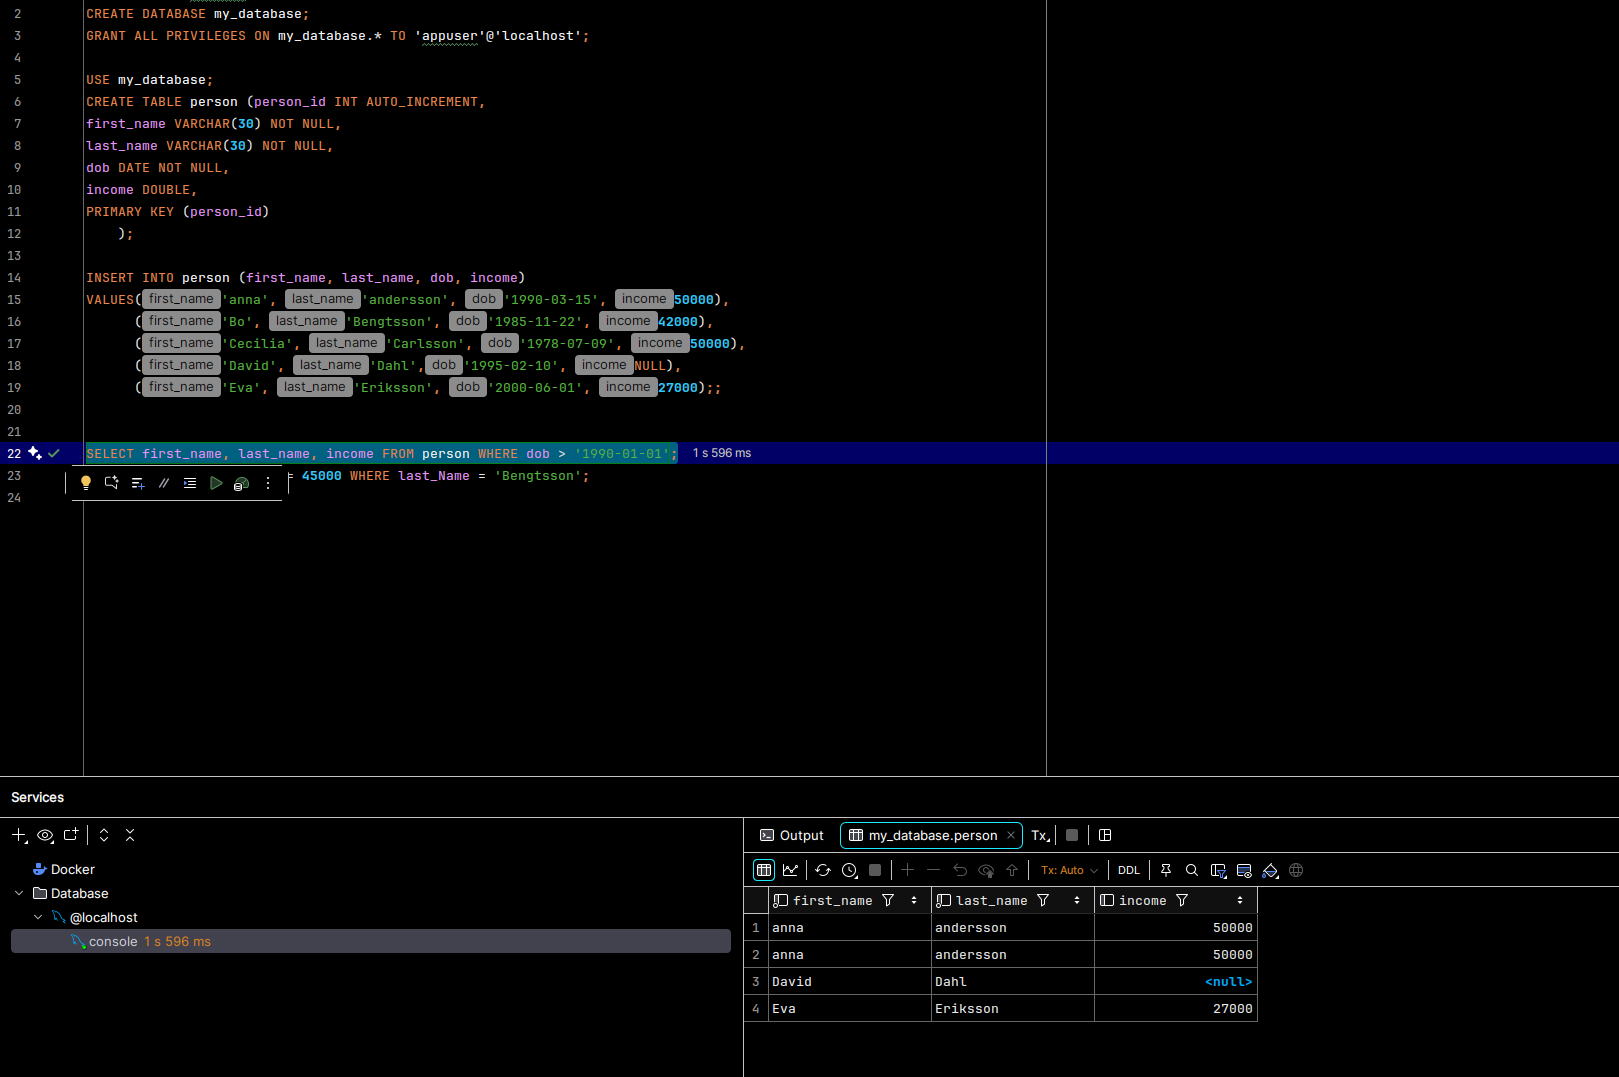 2 CREATE DATABASE my_database;
3 GRANT ALL PRIVILEGES ON my_database.* TO 'appuser'@'localhost';
4
5 USE my_database;
6 CREATE TABLE person (person_id INT AUTO_INCREMENT,
7 first_name VARCHAR(30) NOT NULL,
8 last_name VARCHAR(30) NOT NULL,
9 dob DATE NOT NULL,
10 income DOUBLE,
11 PRIMARY KEY (person_id)
12 );
13
14 INSERT INTO person (first_name, last_name, dob, income)
15 VALUES( first_name 'anna', last_name 'andersson', dob '1990-03-15', income 50000),
16 ( first_name 'Bo', last_name 'Bengtsson', dob '1985-11-22', income 42000),
17 ( first_name 'Cecilia', last_name 'Carlsson', dob '1978-07-09', income 50000),
18 ( first_name 'David', last_name 'Dahl', dob '1995-02-10', income NULL),
19 ( first_name 'Eva', last_name 'Eriksson', dob '2000-06-01', income 27000);;
20
21
22 SELECT first_name, last_name, income FROM person WHERE dob > '1990-01-01'; 1 s 596 ms
23 = 45000 WHERE last_Name = 'Bengtsson';
24
Services
Output my_database.person × Tx
Tx: Auto DDL
Docker
Database
@localhost
console 1 s 596 ms
first_name last_name income
1 anna andersson 50000
2 anna andersson 50000
3 David Dahl <null>
4 Eva Eriksson 27000